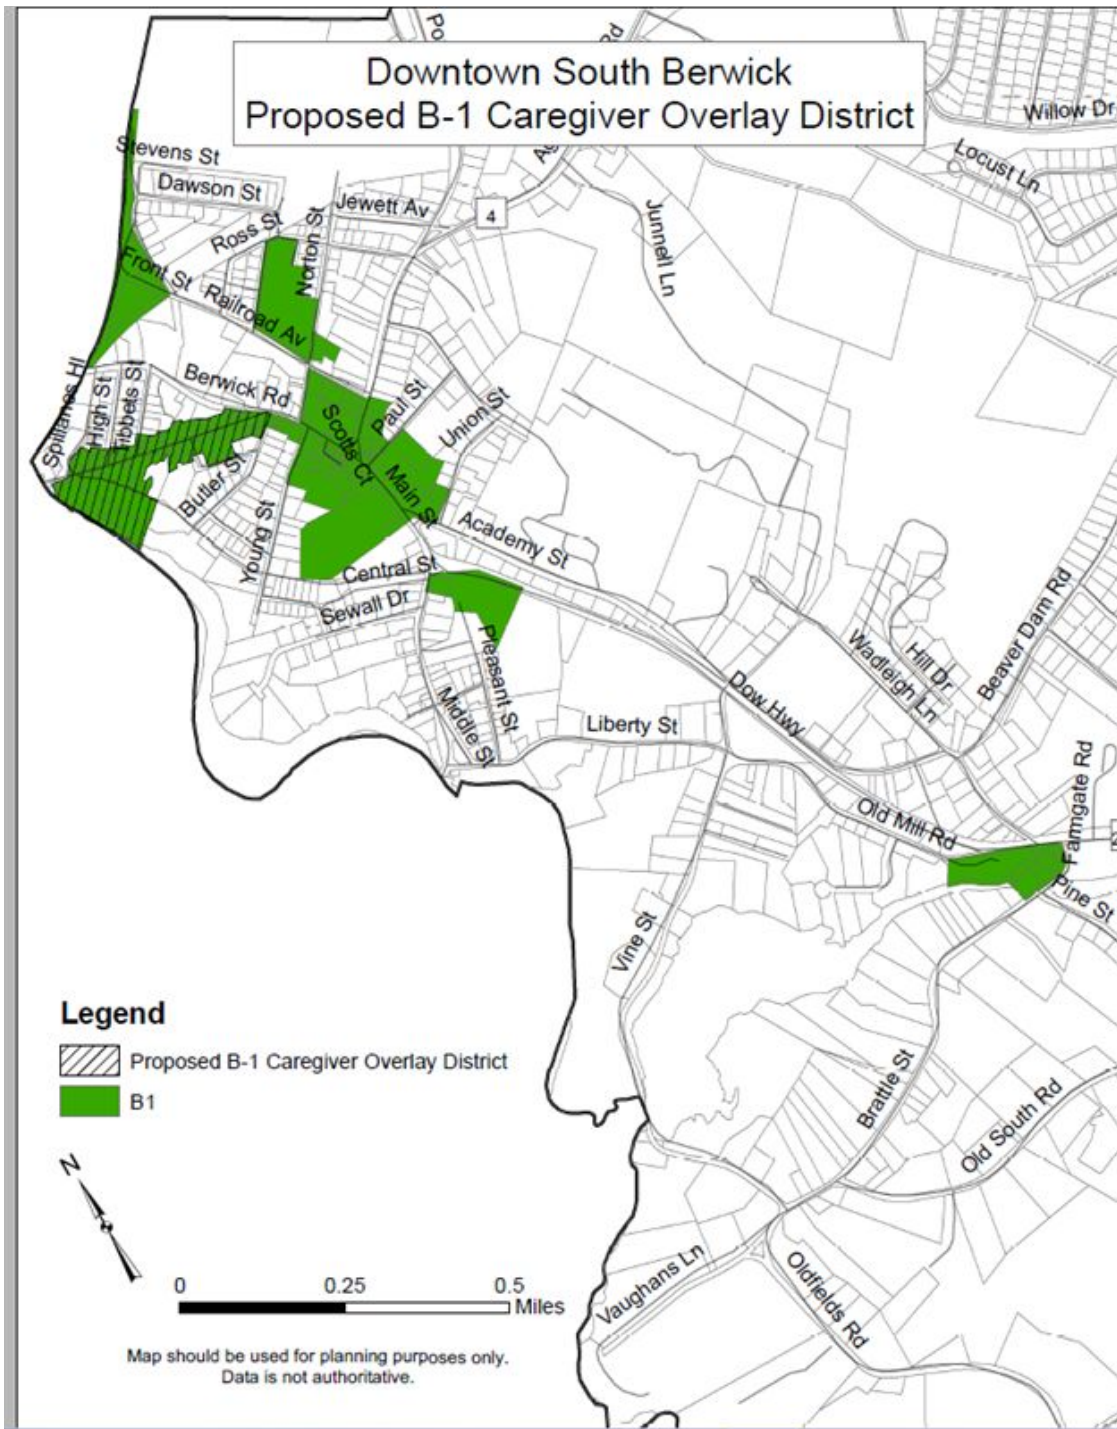 Po
Rd
Downtown South Berwick
Proposed B-1 Caregiver Overlay District
Ag
Willow Dr
Locust Ln
Stevens St
Dawson St
Jewett Av
4
Ross St
Norton St
Junnell Ln
Front St
Railroad Av
Spillanes Hl
High St
Tibbets St
Berwick Rd
Scotts Ct
Paul St
Union St
Main St
Butler St
Young St
Academy St
Central St
Sewall Dr
Pleasant St
Middle St
Liberty St
Dow Hwy
Wadleigh Ln
Hill Dr
Beaver Dam Rd
Old Mill Rd
Farmgate Rd
Pine St
Vine St
Brattle St
Old South Rd
Vaughans Ln
Oldfields Rd
Legend
Proposed B-1 Caregiver Overlay District
B1
N
0 0.25 0.5
Miles
Map should be used for planning purposes only.
Data is not authoritative.